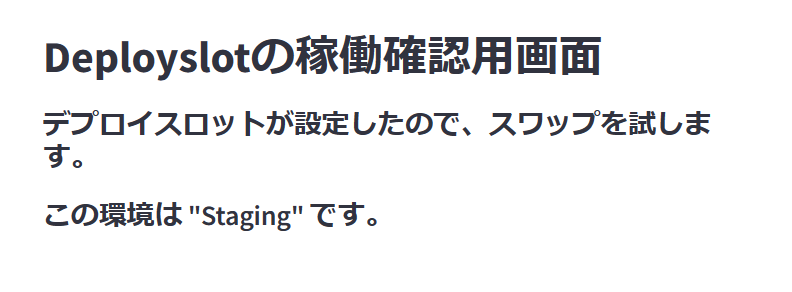 Deployslotの稼働確認用画面
デプロイスロットが設定したので、スワップを試しま
す。
この環境は "Staging" です。